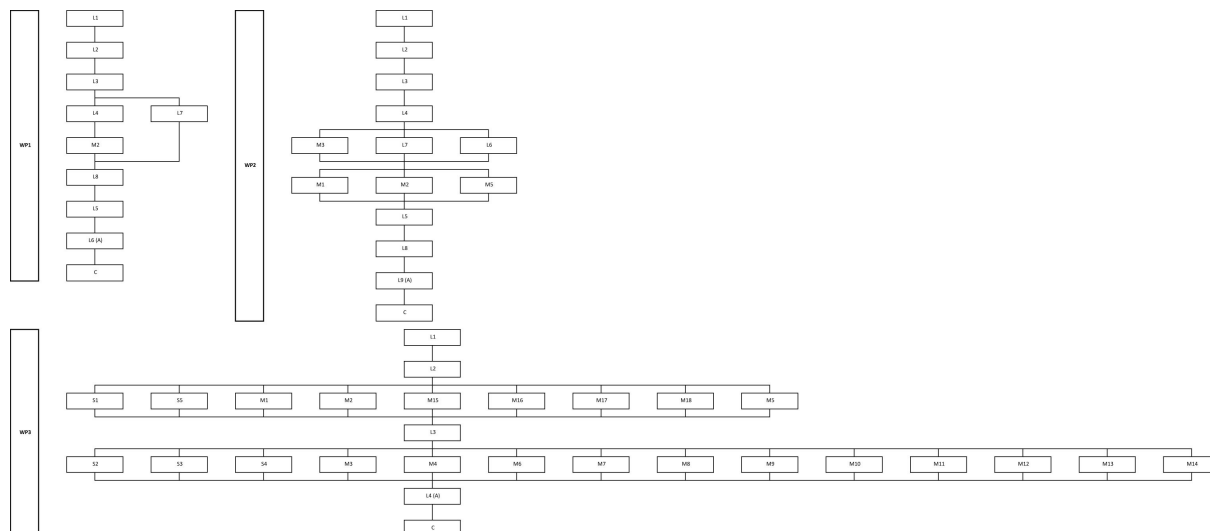 WP1
L1
L2
L3
L4
L7
M2
L8
L5
L6 (A)
C
WP2
L1
L2
L3
L4
M3
L7
L6
M1
M2
M5
L5
L8
L9 (A)
C
WP3
L1
L2
S1
S5
M1
M2
M15
M16
M17
M18
M5
L3
S2
S3
S4
M3
M4
M6
M7
M8
M9
M10
M11
M12
M13
M14
L4 (A)
C